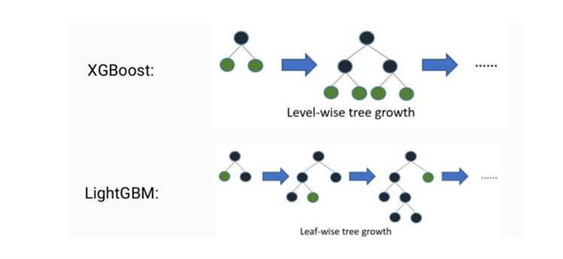 XGBoost:
......
Level-wise tree growth
LightGBM:
......
Leaf-wise tree growth